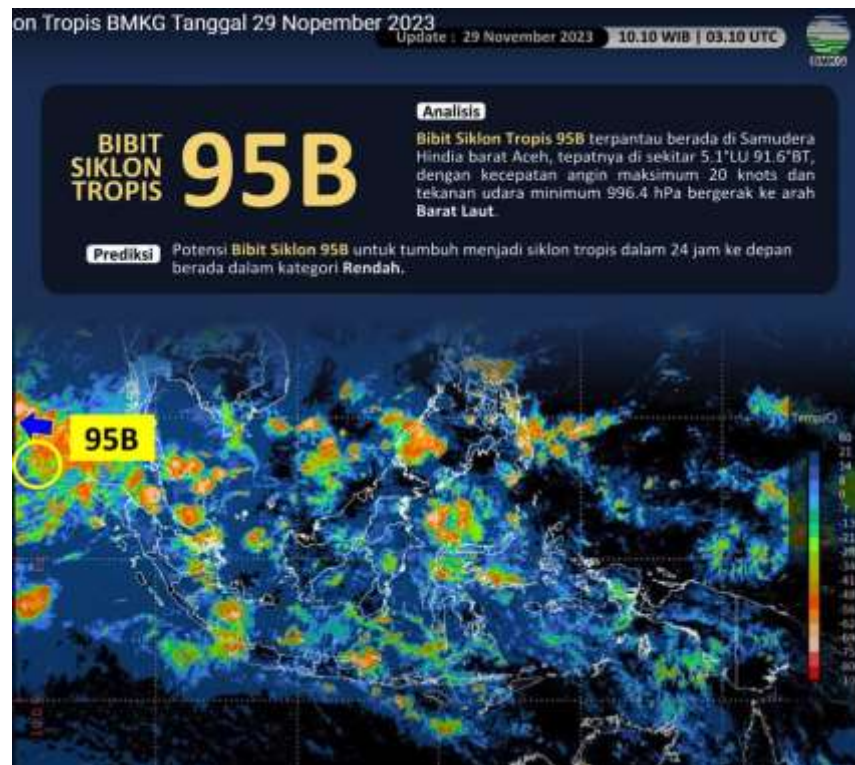 on Tropis BMKG Tanggal 29 Nopember 2023
Update : 29 November 2023 10.10 WIB | 03.10 UTC
BMKG
BIBIT
SIKLON
TROPIS
95B
Analisis
Bibit Siklon Tropis 95B terpantau berada di Samudera
Hindia barat Aceh, tepatnya di sekitar 5.1°LU 91.6°BT,
dengan kecepatan angin maksimum 20 knots dan
tekanan udara minimum 996.4 hPa bergerak ke arah
Barat Laut.
Prediksi
Potensi Bibit Siklon 95B untuk tumbuh menjadi siklon tropis dalam 24 jam ke depan
berada dalam kategori Rendah.
95B
Temp(C)